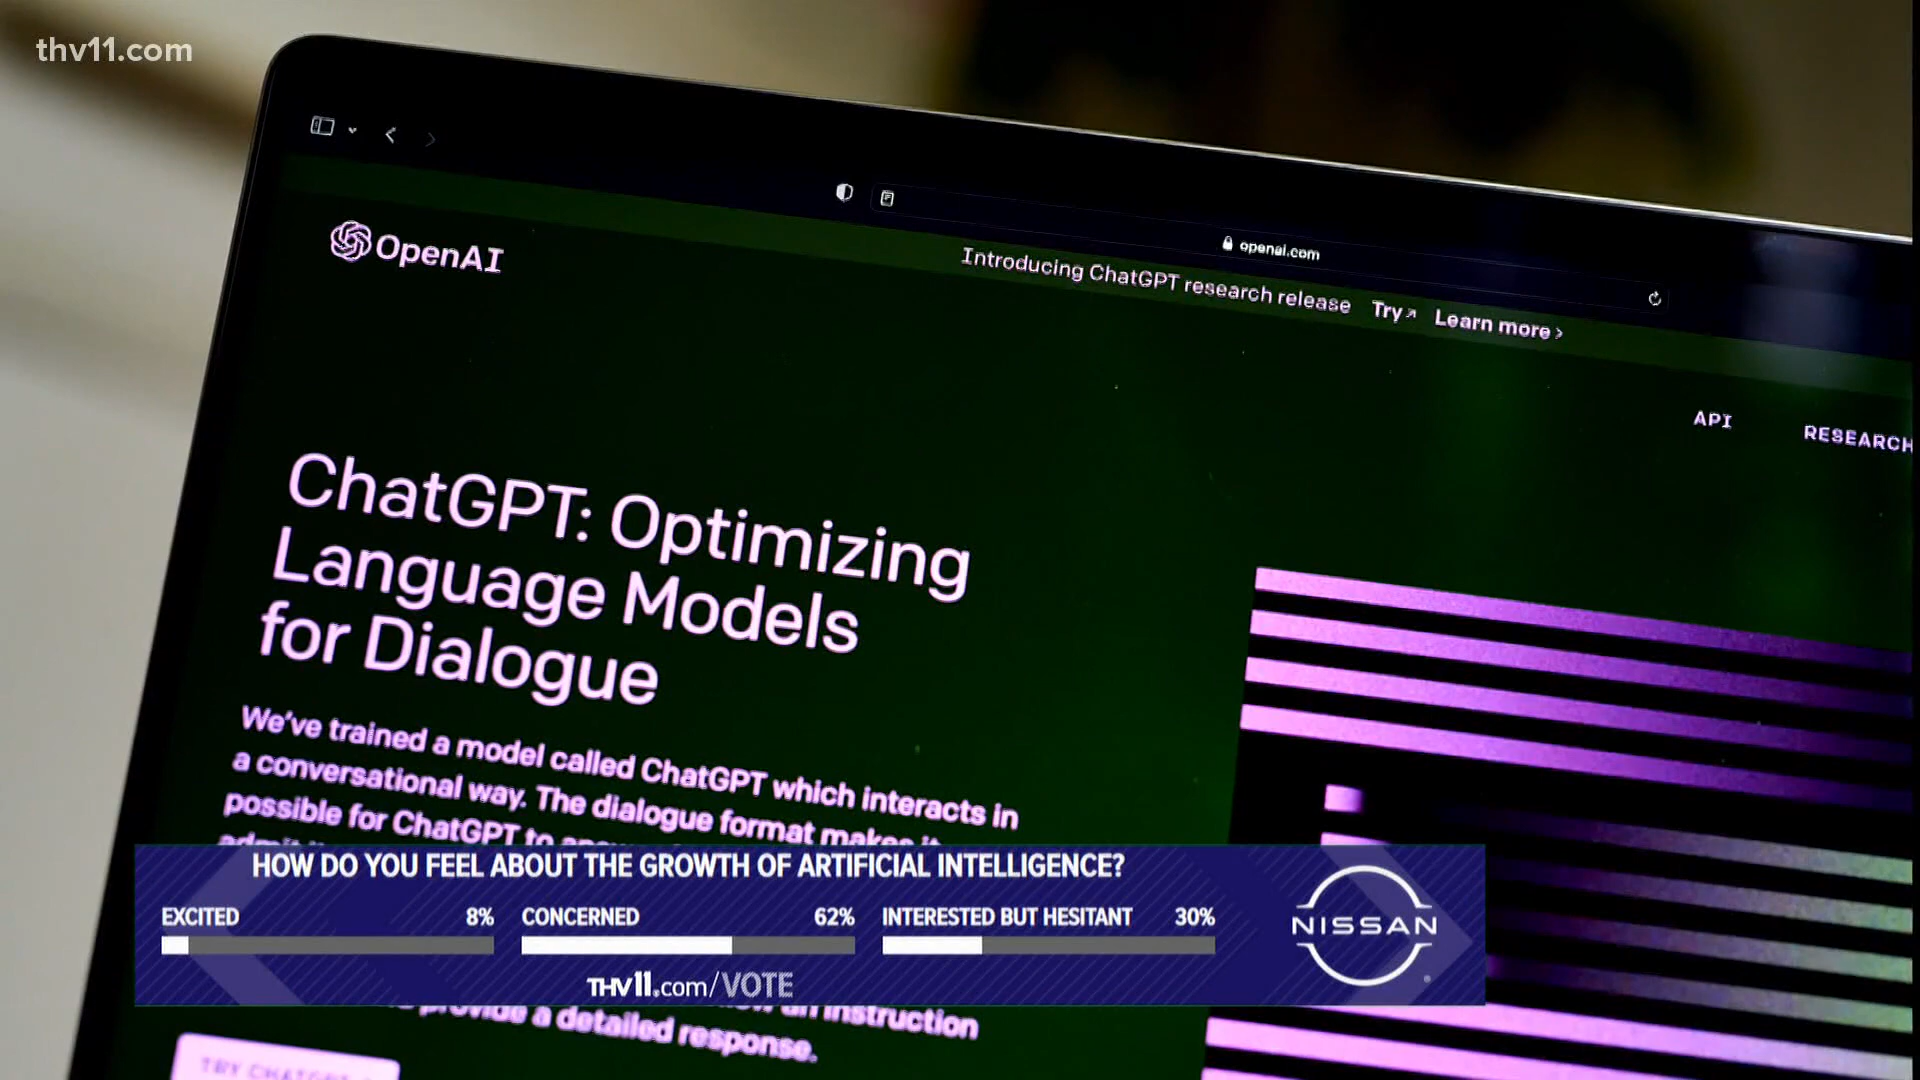 thv11.com
openai.com
OpenAI
Introducing ChatGPT research release Try Learn more
API RESEARCH
ChatGPT: Optimizing
Language Models
for Dialogue
We've trained a model called ChatGPT which interacts in
a conversational way. The dialogue format makes it
possible for ChatGPT to
HOW DO YOU FEEL ABOUT THE GROWTH OF ARTIFICIAL INTELLIGENCE?
EXCITED 8% CONCERNED 62% INTERESTED BUT HESITANT 30%
NISSAN
THV11.com/VOTE
provide a detailed response.
an instruction
TRY CHATGPT